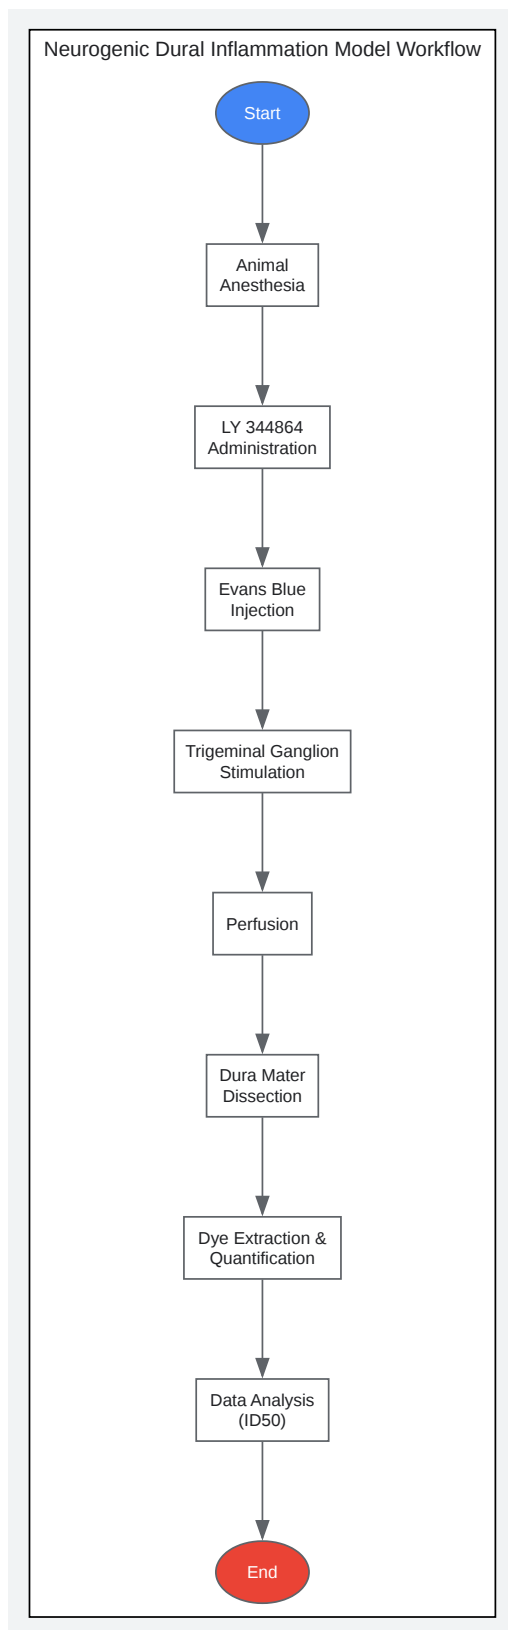 Neurogenic Dural Inflammation Model Workflow
Start
Animal
Anesthesia
LY 344864
Administration
Evans Blue
Injection
Trigeminal Ganglion
Stimulation
Perfusion
Dura Mater
Dissection
Dye Extraction &
Quantification
Data Analysis
(ID50)
End